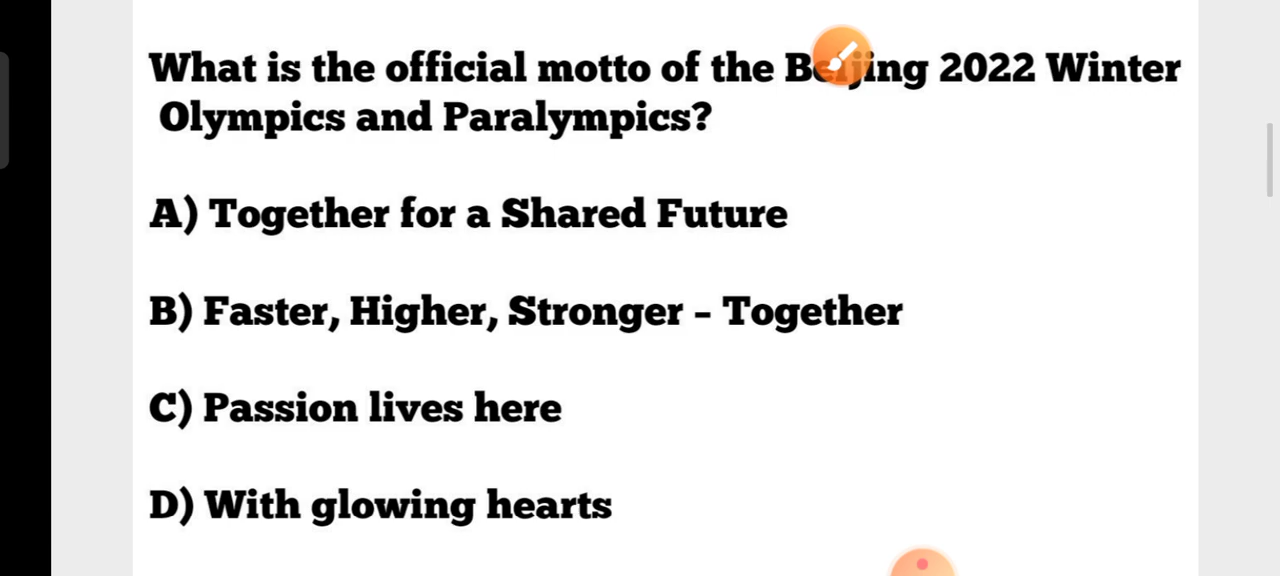 What is the official motto of the Beijing 2022 Winter
Olympics and Paralympics?
A) Together for a Shared Future
B) Faster, Higher, Stronger – Together
C) Passion lives here
D) With glowing hearts